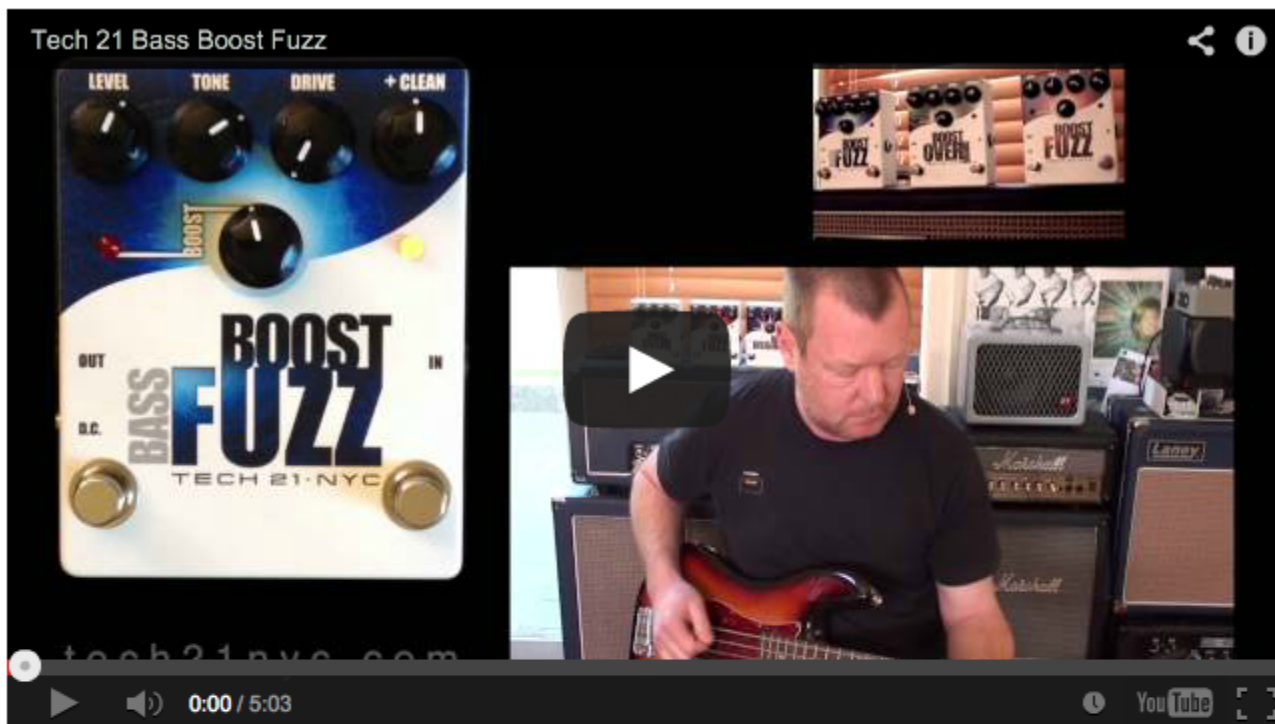 Tech 21 Bass Boost Fuzz
LEVEL TONE DRIVE + CLEAN
BOOST
BOOST
BASS
FUZZ
TECH 21·NYC
OUT
IN
D.C.
BOOST
FUZZ
BOOST
BOOST
FUZZ
FUZZ
Marshall
Laney
Marshall
tech21nyc.com
0:00 / 5:03
YouTube